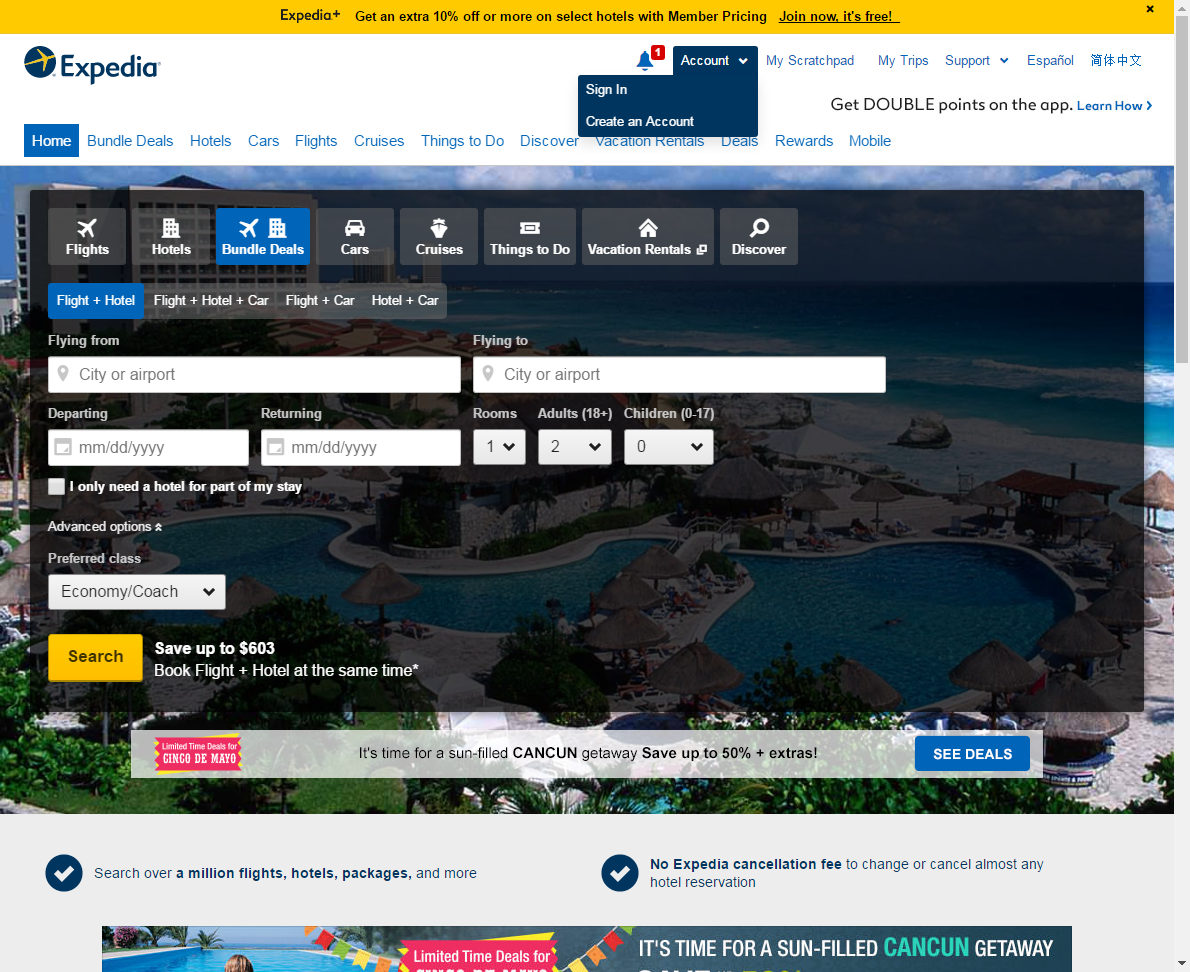 Expedia+ Get an extra 10% off or more on select hotels with Member Pricing Join now, it's free!
Expedia
1
Account My Scratchpad My Trips Support Español 简体中文
Sign In
Create an Account
Get DOUBLE points on the app. Learn How
Home Bundle Deals Hotels Cars Flights Cruises Things to Do Discover Vacation Rentals Deals Rewards Mobile
Flights Hotels Bundle Deals Cars Cruises Things to Do Vacation Rentals Discover
Flight + Hotel Flight + Hotel + Car Flight + Car Hotel + Car
Flying from Flying to
City or airport City or airport
Departing Returning Rooms Adults (18+) Children (0-17)
mm/dd/yyyy mm/dd/yyyy 1 2 0
I only need a hotel for part of my stay
Advanced options
Preferred class
Economy/Coach
Search
Save up to $603
Book Flight + Hotel at the same time*
Limited Time Deals for
CINCO DE MAYO
It's time for a sun-filled CANCUN getaway Save up to 50% + extras!
SEE DEALS
Search over a million flights, hotels, packages, and more
No Expedia cancellation fee to change or cancel almost any
hotel reservation
Limited Time Deals for
IT'S TIME FOR A SUN-FILLED CANCUN GETAWAY